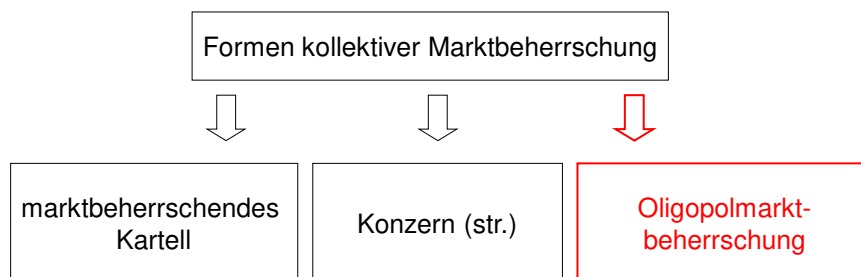 Formen kollektiver Marktbeherrschung
marktbeherrschendes
Kartell
Konzern (str.)
Oligopolmarkt-
beherrschung